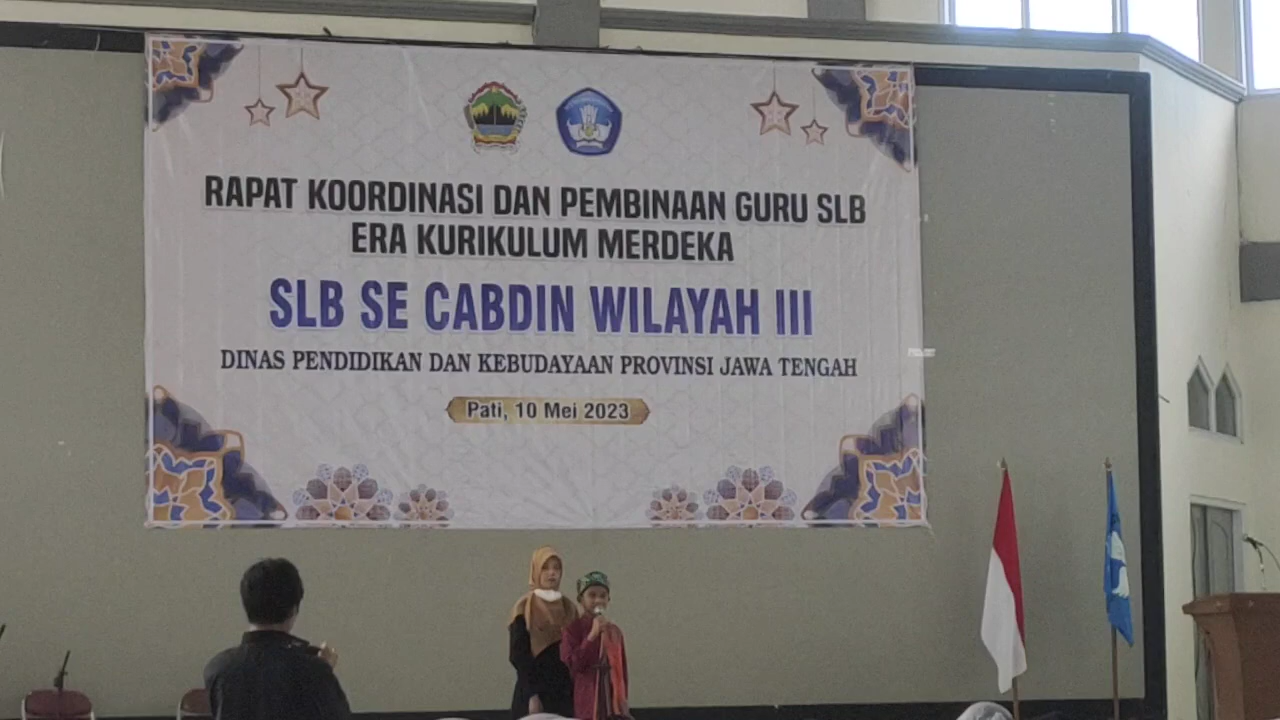 RAPAT KOORDINASI DAN PEMBINAAN GURU SLB
ERA KURIKULUM MERDEKA
SLB SE CABDIN WILAYAH III
DINAS PENDIDIKAN DAN KEBUDAYAAN PROVINSI JAWA TENGAH
Pati, 10 Mei 2023